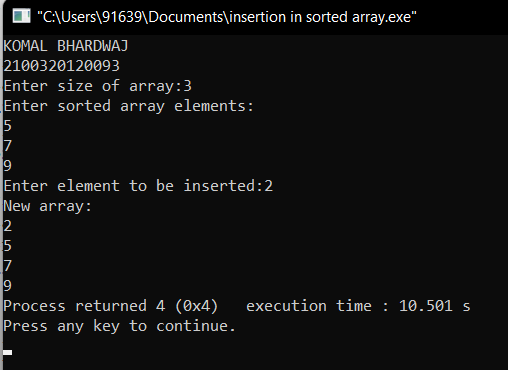 "C:\Users\91639\Documents\insertion in sorted array.exe"
KOMAL BHARDWAJ
2100320120093
Enter size of array:3
Enter sorted array elements:
5
7
9
Enter element to be inserted:2
New array:
2
5
7
9
Process returned 4 (0x4)   execution time : 10.501 s
Press any key to continue.